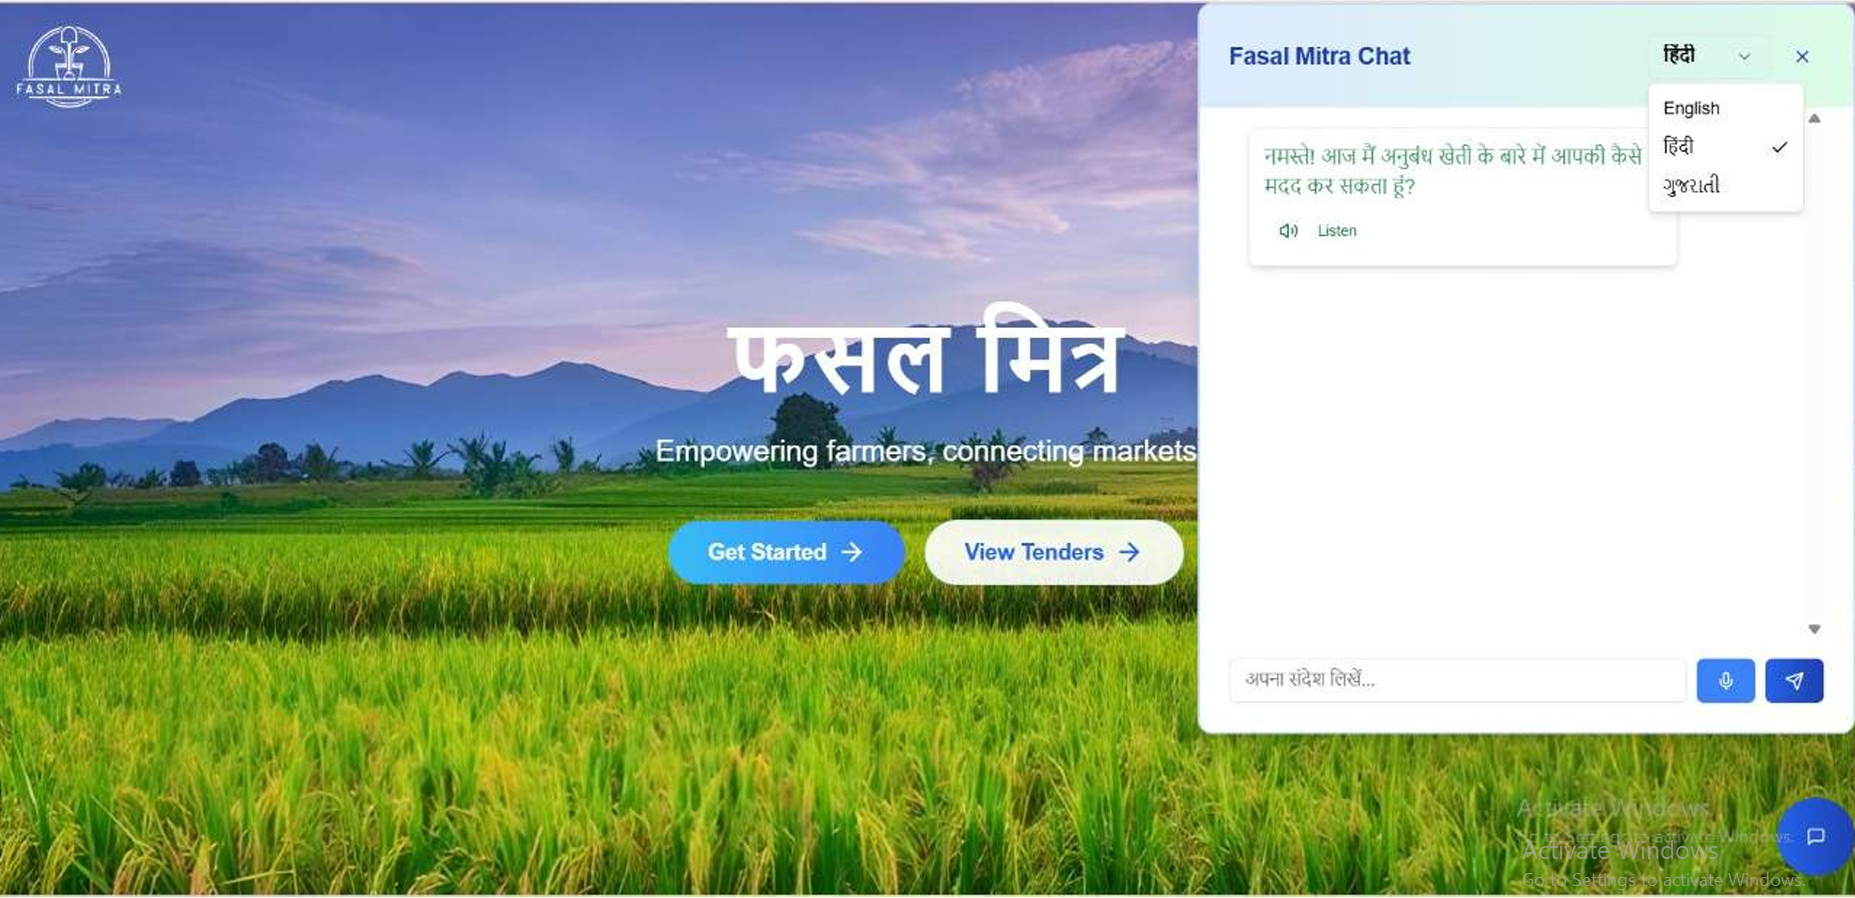 FASAL MITRA
फसल मित्र
Empowering farmers, connecting markets
Get Started
View Tenders
Fasal Mitra Chat
हिंदी
English
हिंदी
ગુજરાતી
नमस्ते! आज मैं अनुबंध खेती के बारे में आपकी कैसे
मदद कर सकता हूं?
Listen
अपना संदेश लिखें...
Activate Windows
Go to Settings to activate Windows.
Activate Windows
Go to Settings to activate Windows.